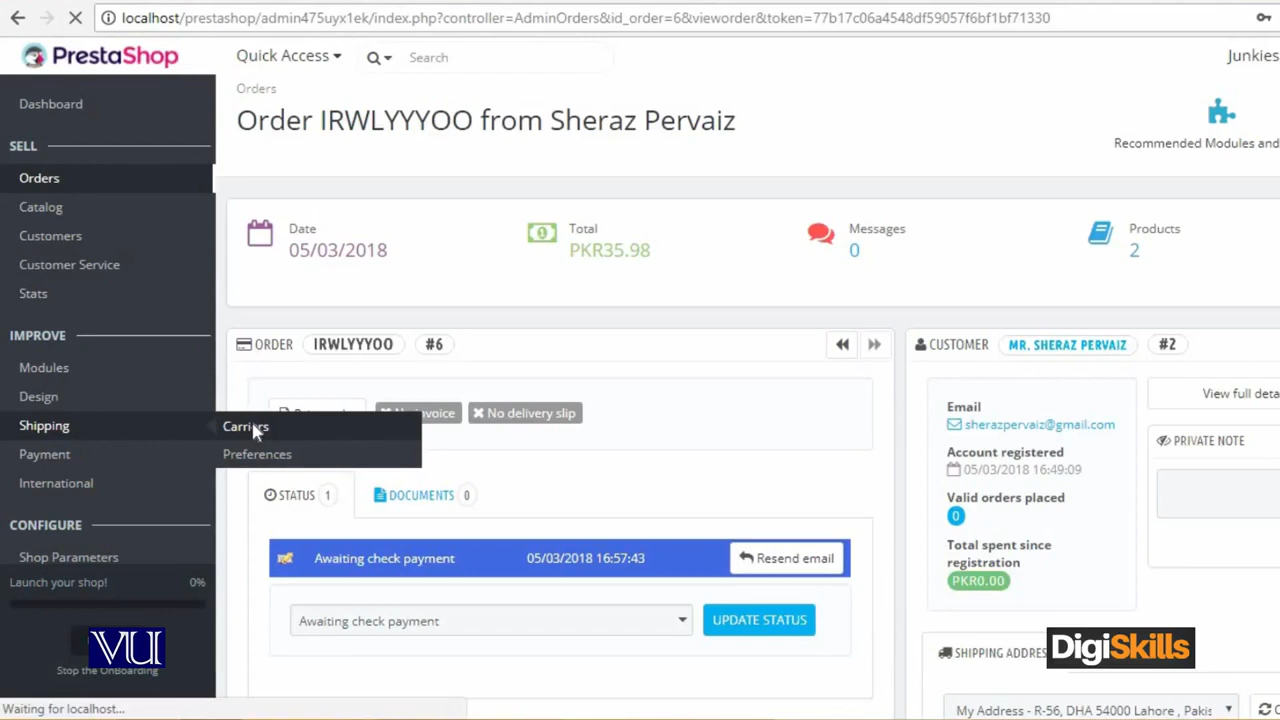 localhost/prestashop/admin475uyx1ek/index.php?controller=AdminOrders&id_order=6&vieworder&token=77b17c06a4548df59057f6bf1bf71330
PrestaShop
Quick Access
Search
Junkies
Dashboard
SELL
Orders
Catalog
Customers
Customer Service
Stats
IMPROVE
Modules
Design
Shipping
Payment
International
CONFIGURE
Shop Parameters
Launch your shop! 0%
VU
Stop the OnBoarding
Waiting for localhost...
Carriers
Preferences
Orders
Order IRWLYYYOO from Sheraz Pervaiz
Recommended Modules and
Date
05/03/2018
Total
PKR35.98
Messages
0
Products
2
ORDER IRWLYYYOO #6
No delivery slip
STATUS 1
DOCUMENTS 0
Awaiting check payment 05/03/2018 16:57:43 Resend email
Awaiting check payment UPDATE STATUS
CUSTOMER MR. SHERAZ PERVAIZ #2
Email
sherazpervaiz@gmail.com
Account registered
05/03/2018 16:49:09
Valid orders placed
0
Total spent since
registration
PKR0.00
View full deta
PRIVATE NOTE
SHIPPING ADDRE
DigiSkills
My Address - R-56, DHA 54000 Lahore , Pakis